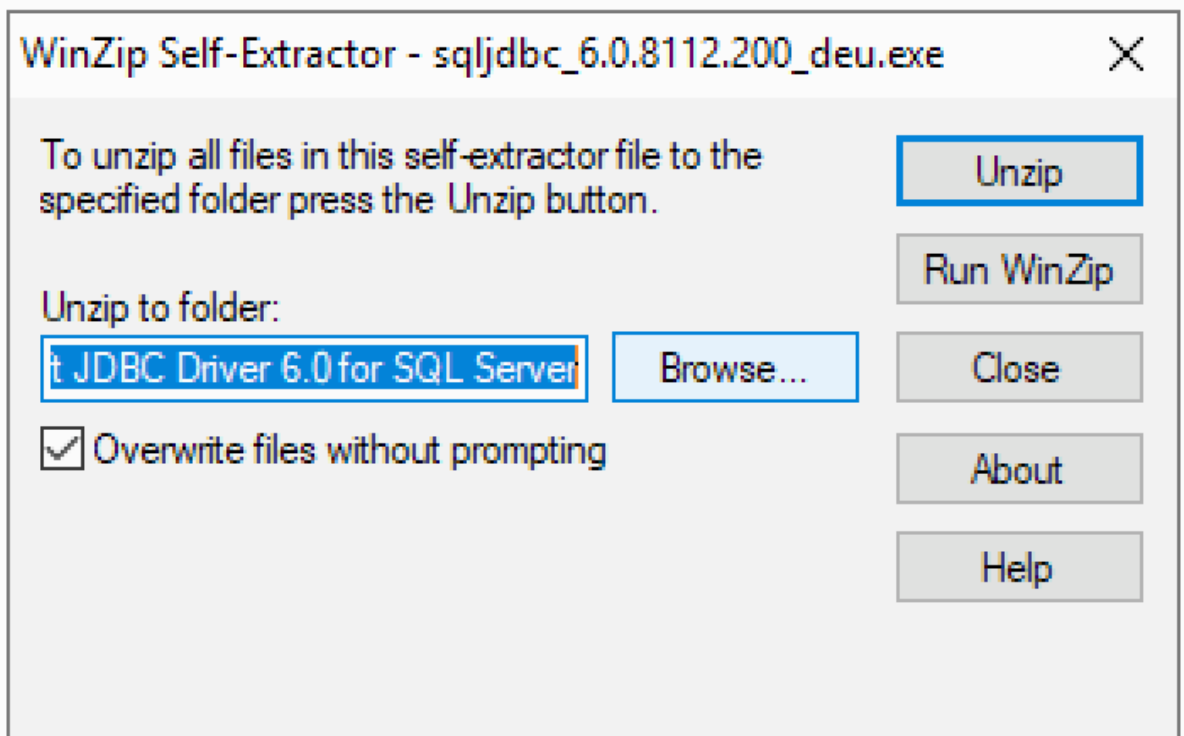 WinZip Self-Extractor - sqljdbc_6.0.8112.200_deu.exe
To unzip all files in this self-extractor file to the
specified folder press the Unzip button.
Unzip
Run WinZip
Unzip to folder:
t JDBC Driver 6.0 for SQL Server
Browse...
Close
Overwrite files without prompting
About
Help